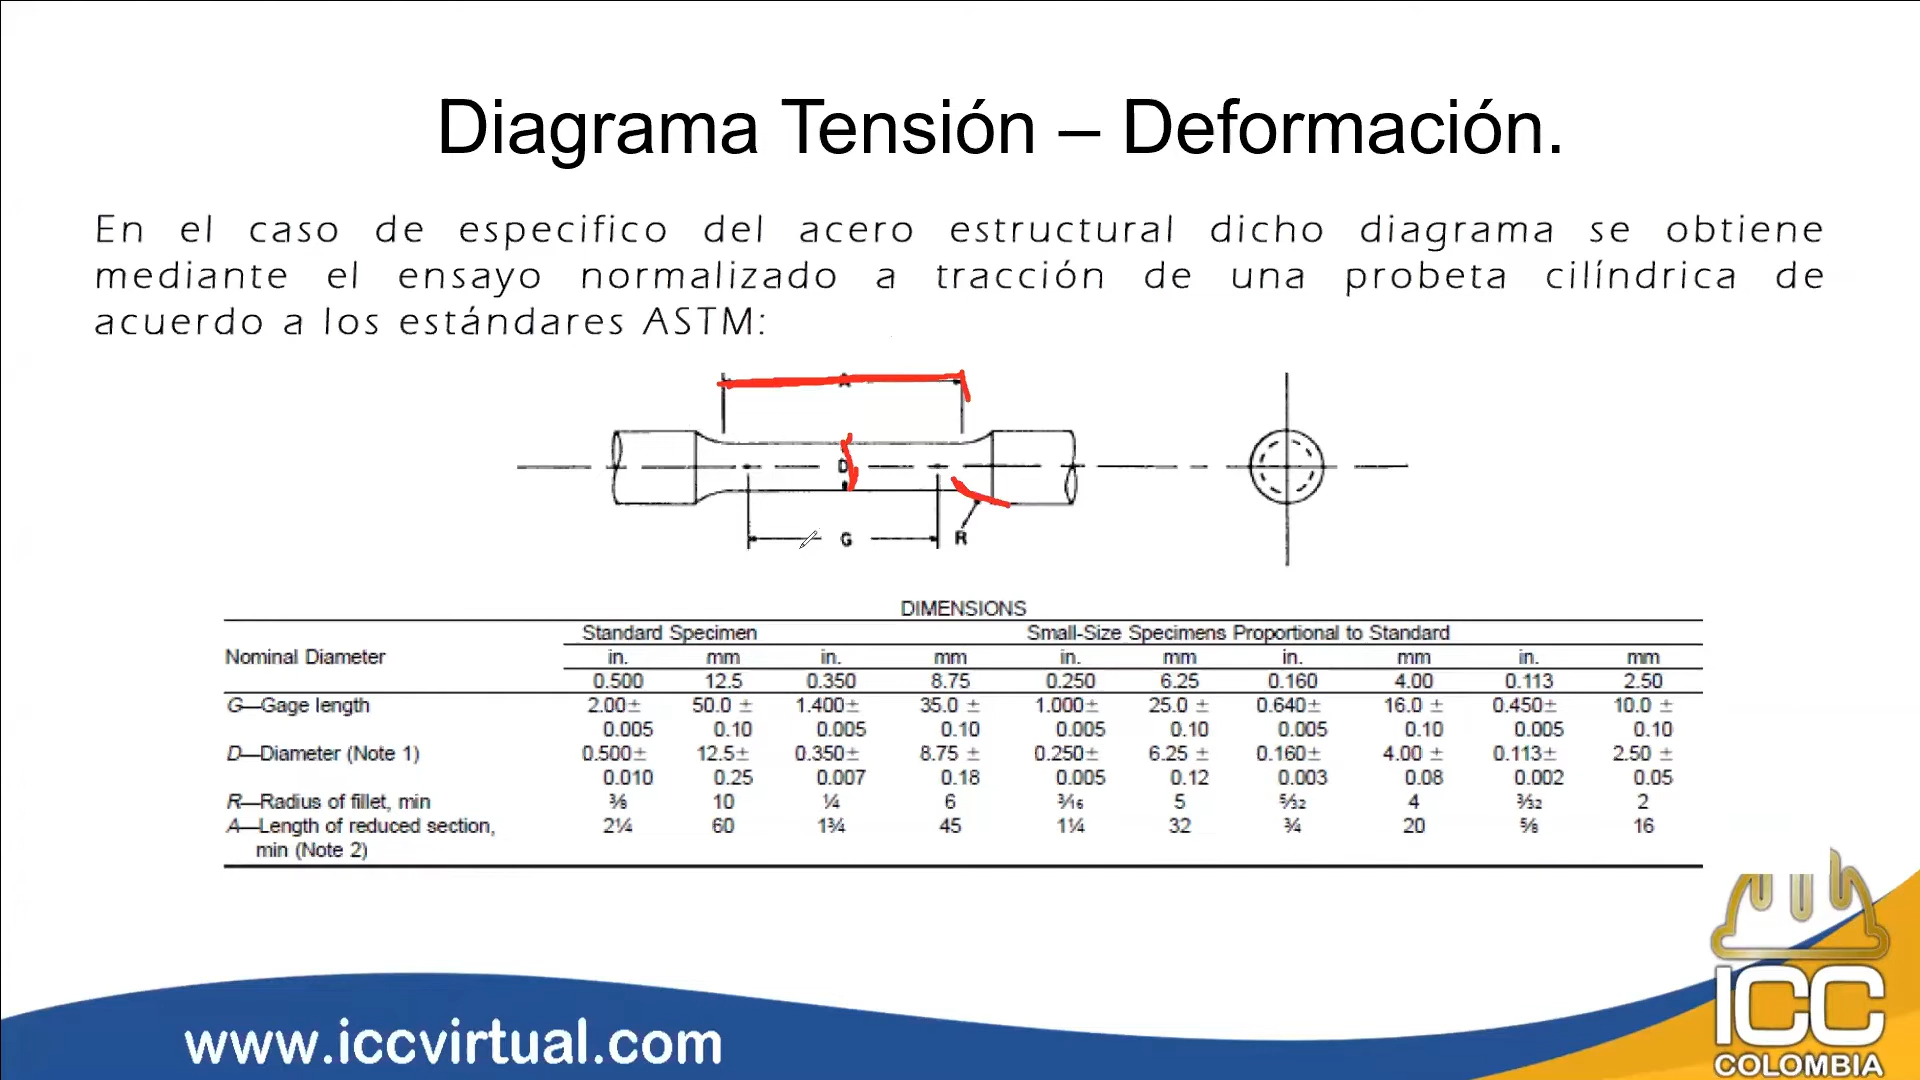 Diagrama Tensión – Deformación.
En el caso de especifico del acero estructural dicho diagrama se obtiene
mediante el ensayo normalizado a tracción de una probeta cilíndrica de
acuerdo a los estándares ASTM:
A
D
G
R
DIMENSIONS
Standard Specimen Small-Size Specimens Proportional to Standard
Nominal Diameter in. mm in. mm in. mm in. mm in. mm
0.500 12.5 0.350 8.75 0.250 6.25 0.160 4.00 0.113 2.50
G—Gage length 2.00± 50.0 ± 1.400± 35.0 ± 1.000± 25.0 ± 0.640± 16.0 ± 0.450± 10.0 ±
0.005 0.10 0.005 0.10 0.005 0.10 0.005 0.10 0.005 0.10
D—Diameter (Note 1) 0.500± 12.5± 0.350± 8.75 ± 0.250± 6.25 ± 0.160± 4.00 ± 0.113± 2.50 ±
0.010 0.25 0.007 0.18 0.005 0.12 0.003 0.08 0.002 0.05
R—Radius of fillet, min ⅜ 10 ¼ 6 3⁄16 5 5⁄32 4 3⁄32 2
A—Length of reduced section, 2¼ 60 1¾ 45 1¼ 32 ¾ 20 ⅝ 16
min (Note 2)
www.iccvirtual.com
ICC
COLOMBIA